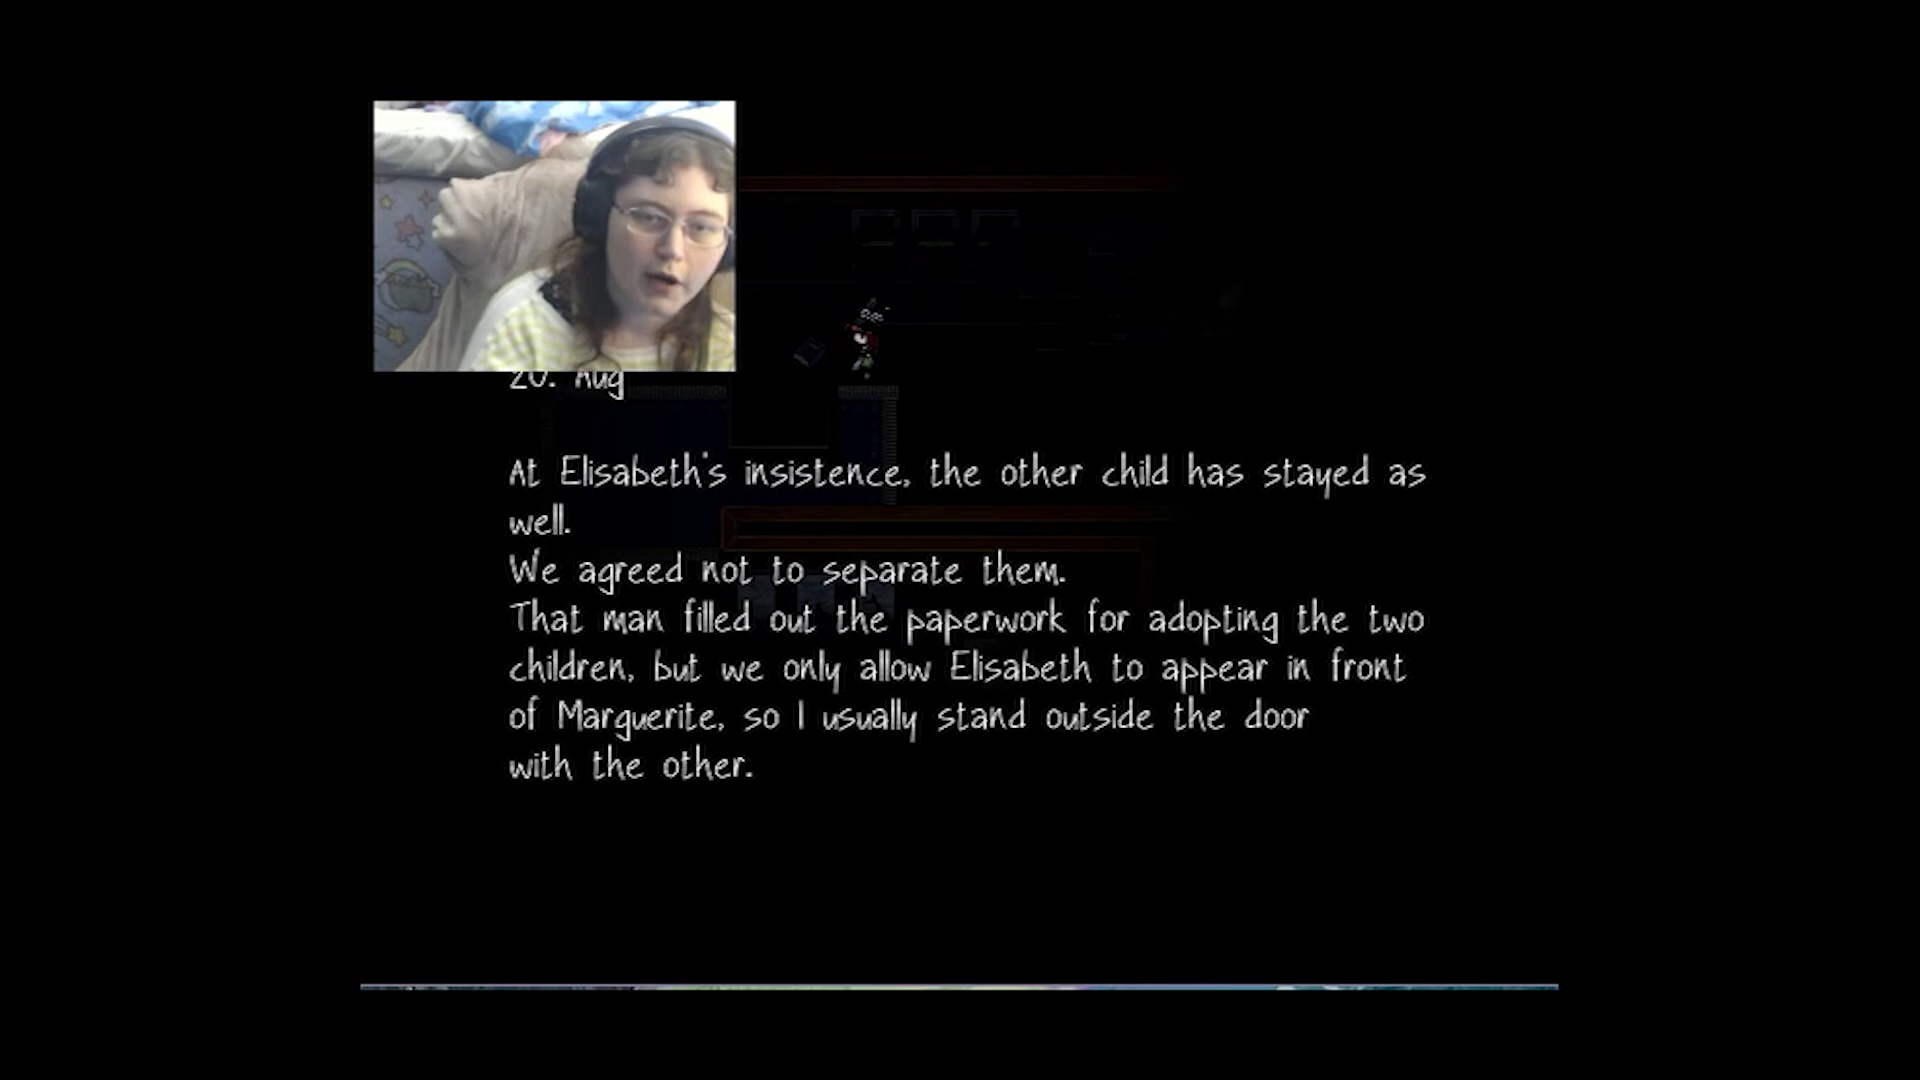 20. Aug
At Elisabeth's insistence, the other child has stayed as
well.
We agreed not to separate them.
That man filled out the paperwork for adopting the two
children, but we only allow Elisabeth to appear in front
of Marguerite, so I usually stand outside the door
with the other.